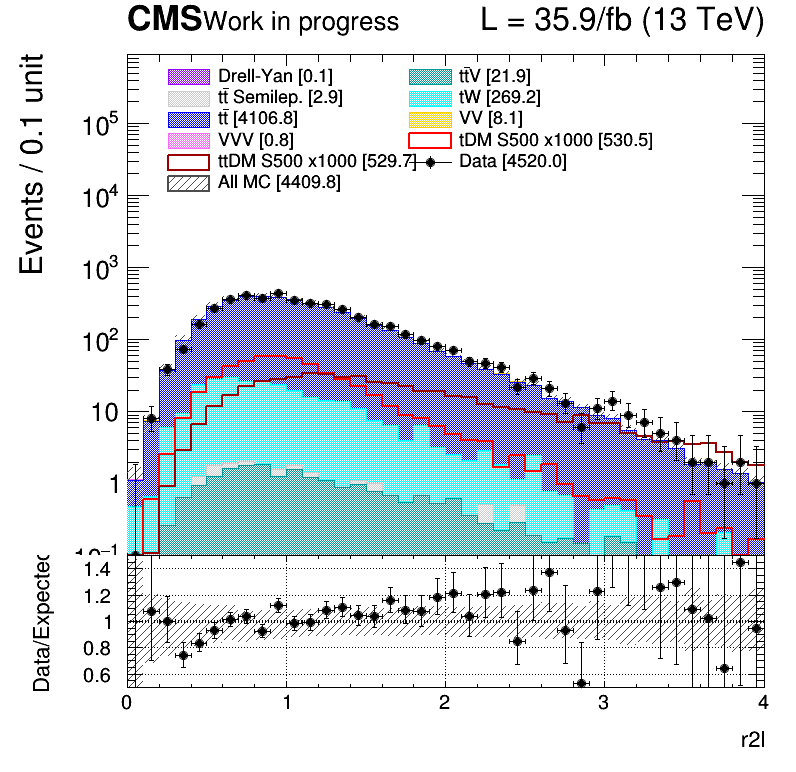 CMS Work in progress L = 35.9/fb (13 TeV)
Events / 0.1 unit
Drell-Yan [0.1] tt̄V [21.9]
tt̄ Semilep. [2.9] tW [269.2]
tt̄ [4106.8] VV [8.1]
VVV [0.8] tDM S500 x1000 [530.5]
ttDM S500 x1000 [529.7] Data [4520.0]
All MC [4409.8]
10⁵
10⁴
10³
10²
10
1
10⁻¹
Data/Expected
1.4
1.2
1
0.8
0.6
0 1 2 3 4
r2l